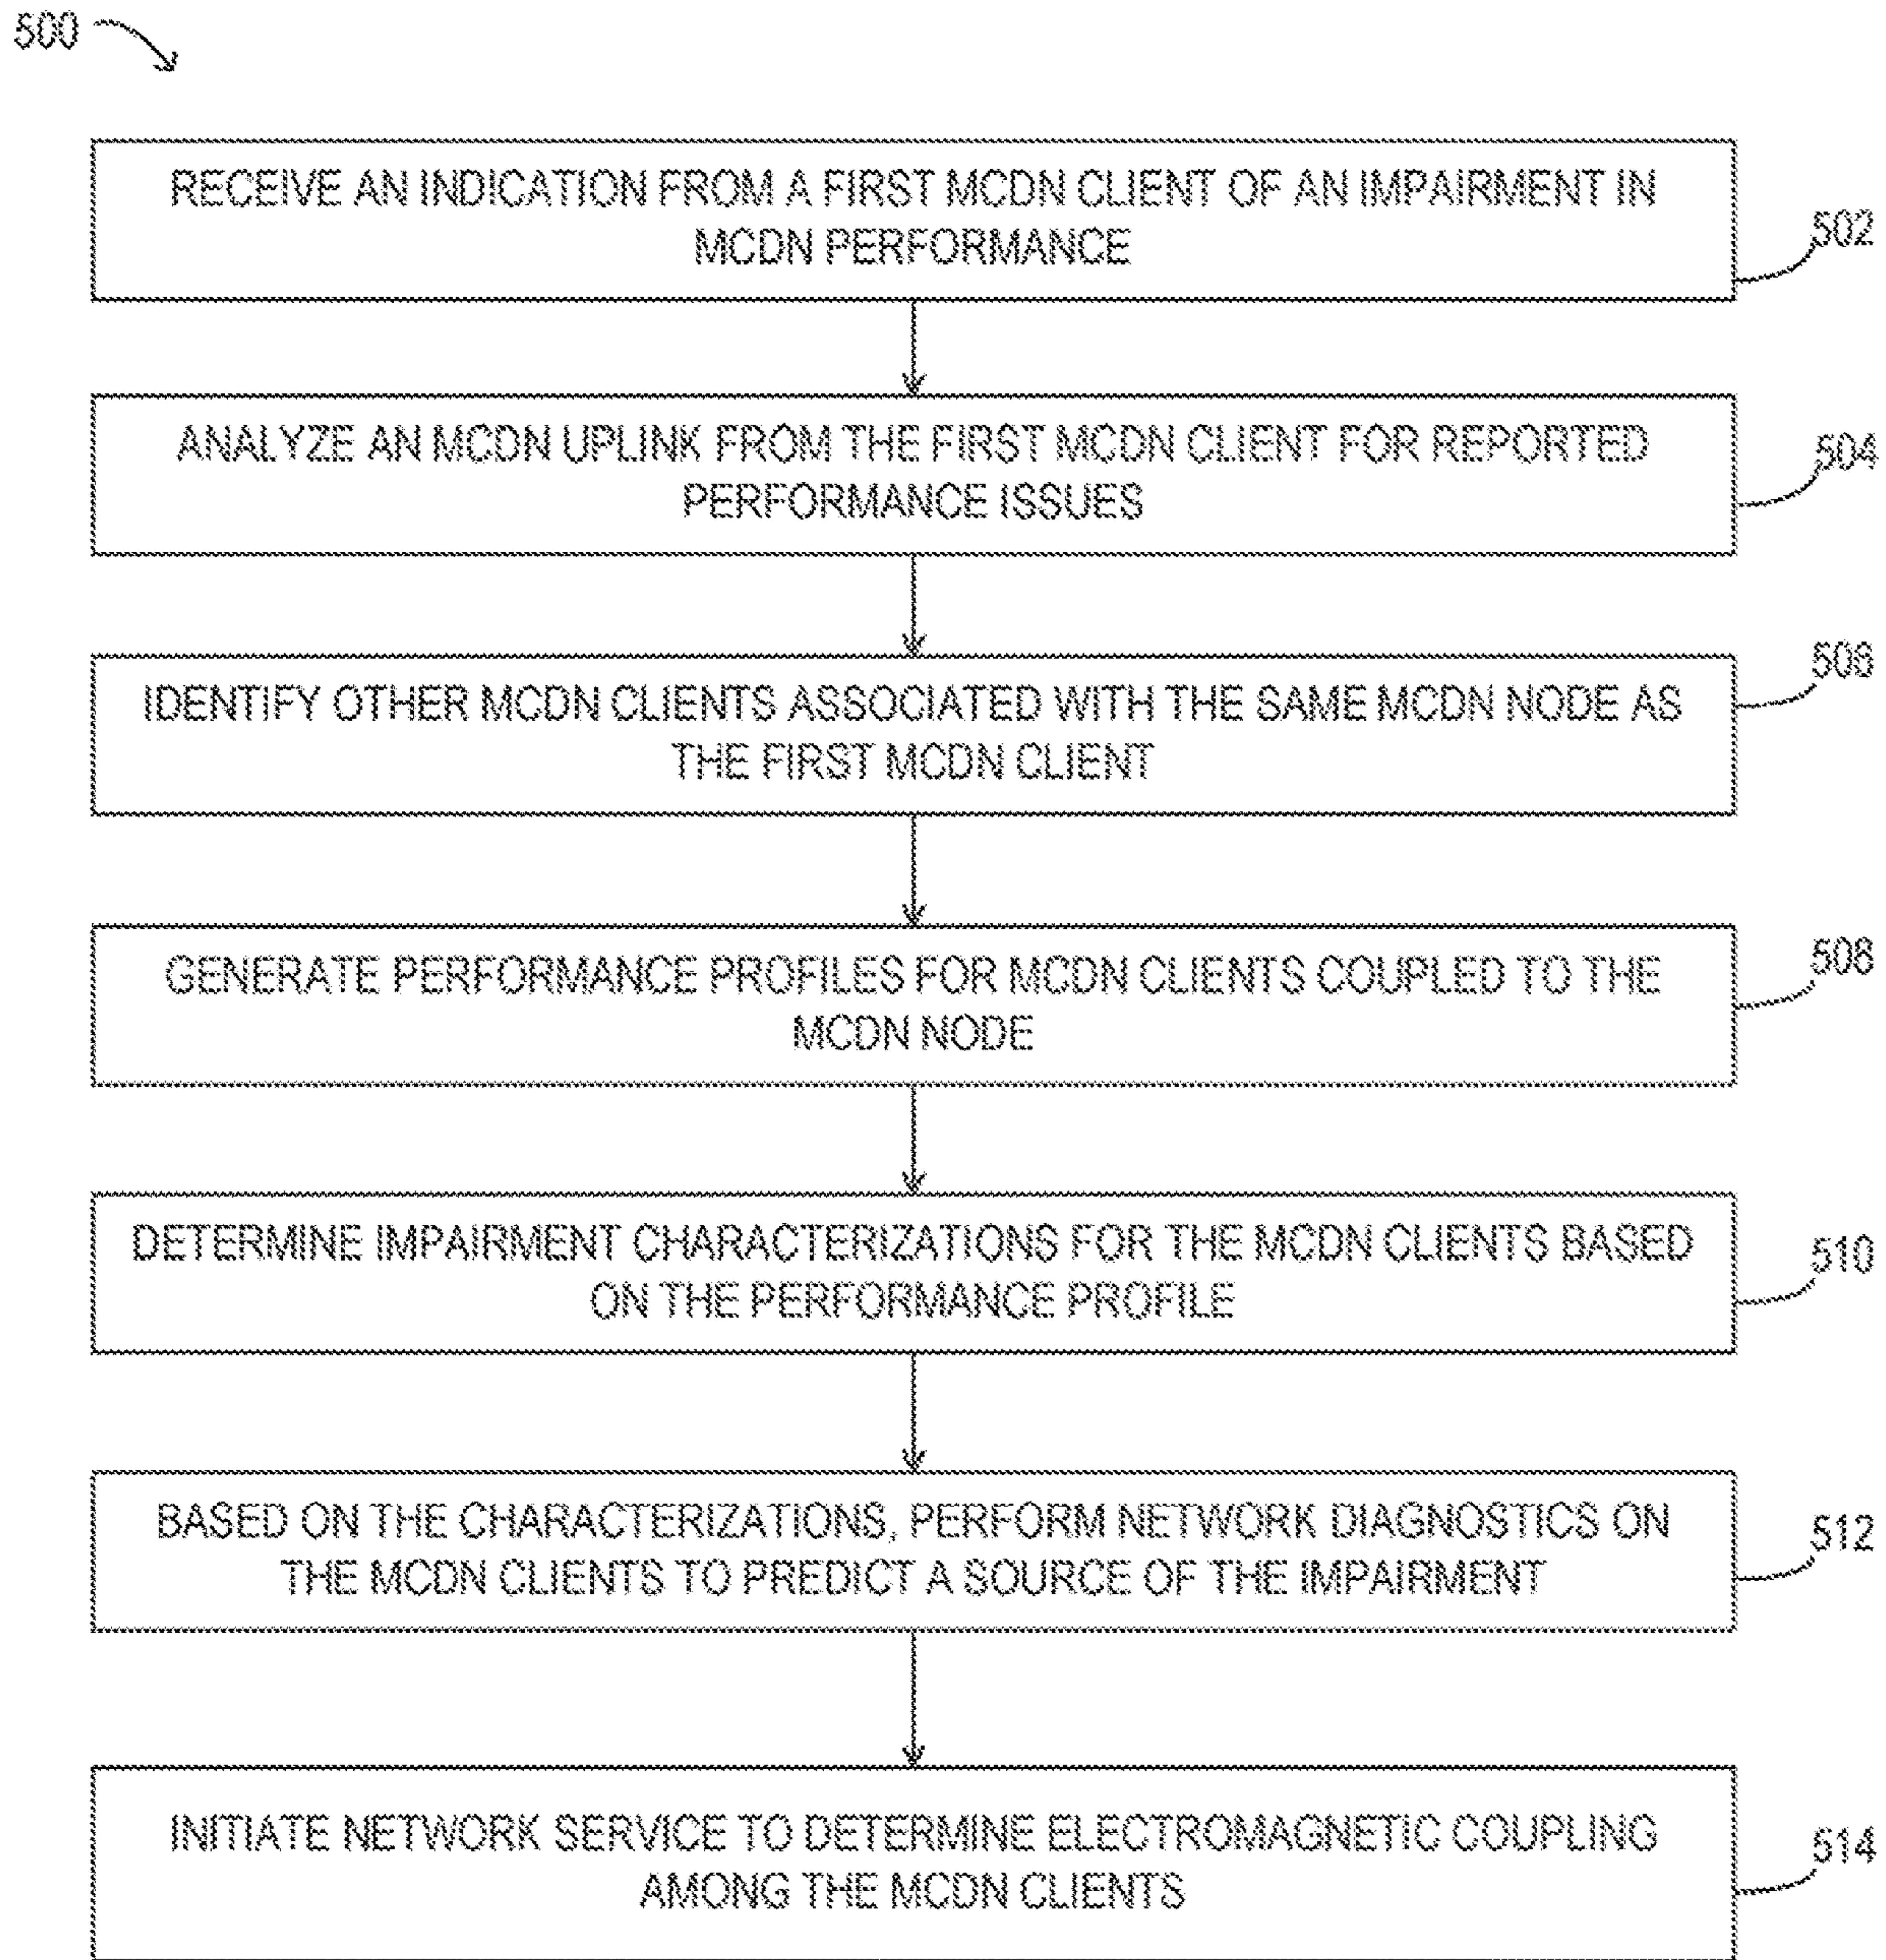 500
RECEIVE AN INDICATION FROM A FIRST MCDN CLIENT OF AN IMPAIRMENT IN
MCDN PERFORMANCE
502
ANALYZE AN MCDN UPLINK FROM THE FIRST MCDN CLIENT FOR REPORTED
PERFORMANCE ISSUES
504
IDENTIFY OTHER MCDN CLIENTS ASSOCIATED WITH THE SAME MCDN NODE AS
THE FIRST MCDN CLIENT
506
GENERATE PERFORMANCE PROFILES FOR MCDN CLIENTS COUPLED TO THE
MCDN NODE
508
DETERMINE IMPAIRMENT CHARACTERIZATIONS FOR THE MCDN CLIENTS BASED
ON THE PERFORMANCE PROFILE
510
BASED ON THE CHARACTERIZATIONS, PERFORM NETWORK DIAGNOSTICS ON
THE MCDN CLIENTS TO PREDICT A SOURCE OF THE IMPAIRMENT
512
INITIATE NETWORK SERVICE TO DETERMINE ELECTROMAGNETIC COUPLING
AMONG THE MCDN CLIENTS
514